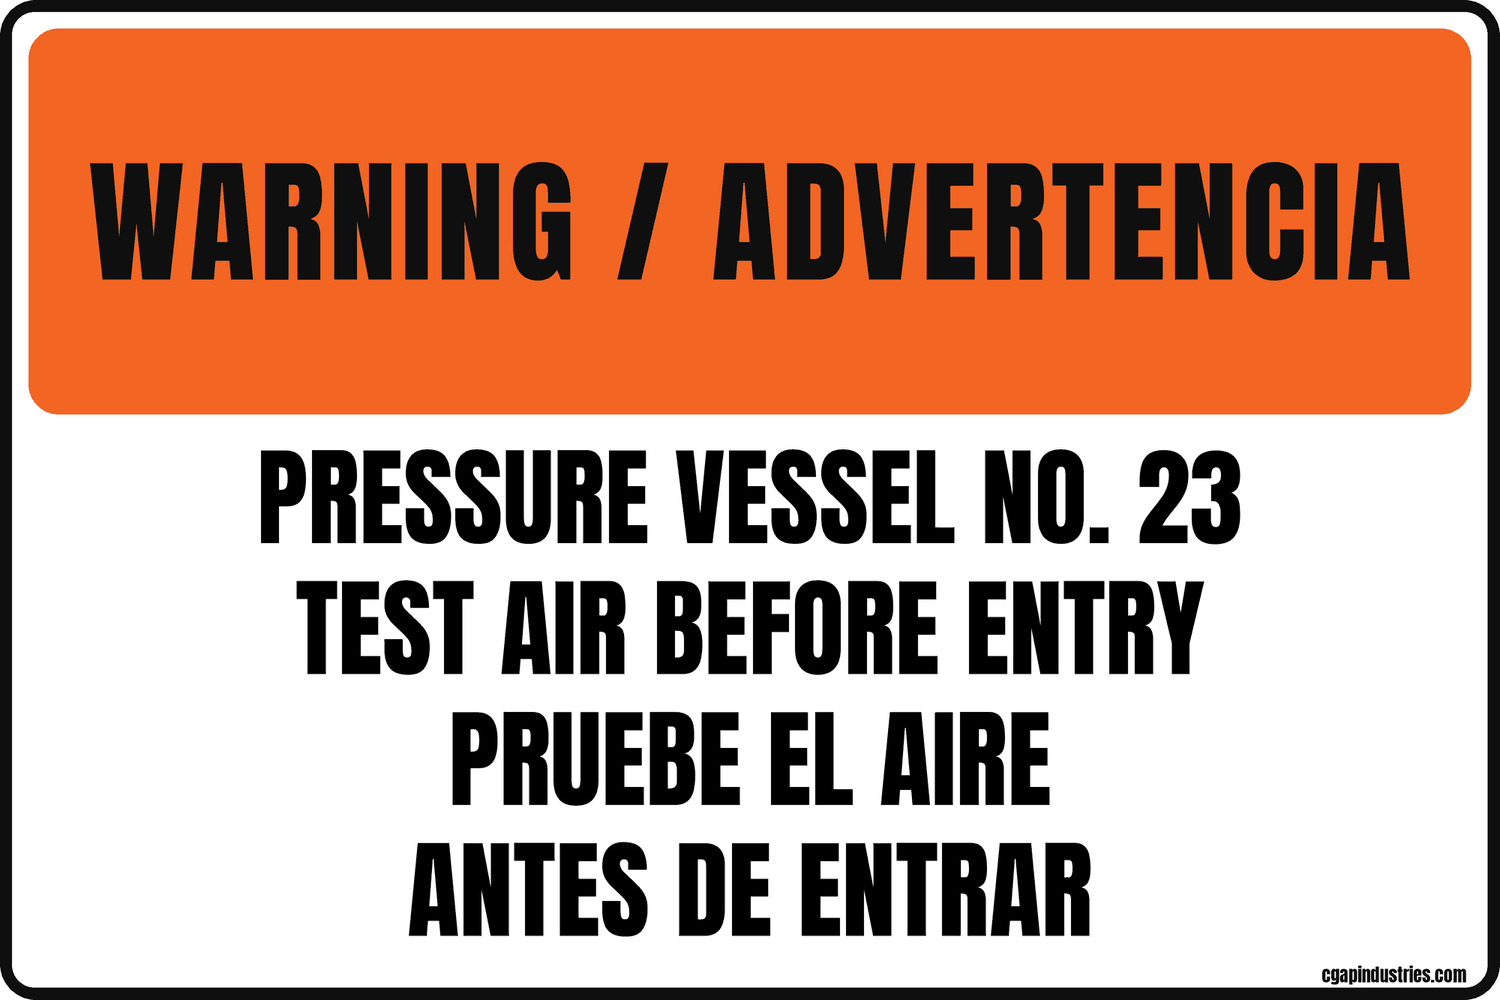 WARNING / ADVERTENCIA
PRESSURE VESSEL NO. 23
TEST AIR BEFORE ENTRY
PRUEBE EL AIRE
ANTES DE ENTRAR
cgapindustries.com